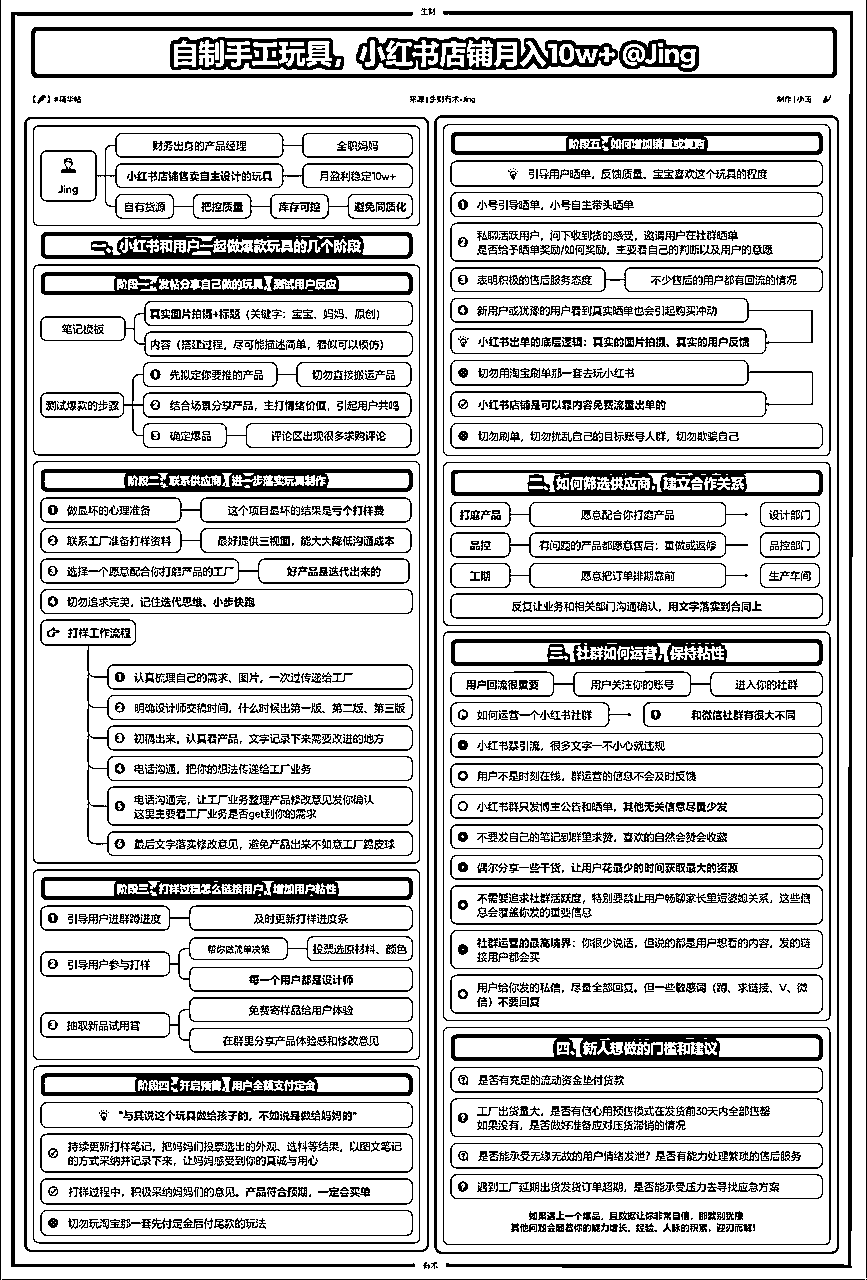 生财
自制手工玩具，小红书店铺月入10w+ @Jing
【🖊】#精华帖
来源 | 生财有术·Jing
制作 | 小玉
Jing
财务出身的产品经理
全职妈妈
小红书店铺售卖自主设计的玩具
月盈利稳定10w+
自有货源
把控质量
库存可控
避免同质化
一、小红书和用户一起做爆款玩具的几个阶段
阶段一：发帖分享自己做的玩具，测试用户反应
笔记模板
真实图片拍摄+标题（关键字：宝宝、妈妈、原创）
内容（搭建过程，尽可能描述简单，看似可以模仿）
测试爆款的步骤
1 先拟定你要推的产品
切勿直接搬运产品
2 结合场景分享产品，主打情绪价值，引起用户共鸣
3 确定爆品
评论区出现很多求购评论
阶段二：联系供应商，进一步落实玩具制作
1 做最坏的心理准备
这个项目最坏的结果是亏个打样费
2 联系工厂准备打样资料
最好提供三视图，能大大降低沟通成本
3 选择一个愿意配合你打磨产品的工厂
好产品是迭代出来的
4 切勿追求完美，记住迭代思维、小步快跑
打样工作流程
1 认真梳理自己的需求、图片，一次过传递给工厂
2 明确设计师交稿时间，什么时候出第一版、第二版、第三版
3 初稿出来，认真看产品，文字记录下来需要改进的地方
4 电话沟通，把你的想法传递给工厂业务
5 电话沟通完，让工厂业务整理产品修改意见发你确认
这里主要看工厂业务是否get到你的需求
6 最后文字落实修改意见，避免产品出来不如意工厂踢皮球
阶段三：打样过程怎么链接用户，增加用户粘性
1 引导用户进群蹲进度
及时更新打样进度条
2 引导用户参与打样
帮你做简单决策
投票选原材料、颜色
每一个用户都是设计师
3 抽取新品试用官
免费寄样品给用户体验
在群里分享产品体验感和修改意见
阶段四：开启预售，用户全额支付定金
“与其说这个玩具做给孩子的，不如说是做给妈妈的”
持续更新打样笔记，把妈妈们投票选出的外观、选料等结果，以图文笔记
的方式采纳并记录下来，让妈妈感受到你的真诚与用心
打样过程中，积极采纳妈妈们的意见。产品符合预期，一定会买单
切勿玩淘宝那一套先付定金后付尾款的玩法
阶段五：如何增加销量或复购
引导用户晒单，反馈质量、宝宝喜欢这个玩具的程度
1 小号引导晒单，小号自主带头晒单
2 私聊活跃用户，问下收到货的感受，邀请用户在社群晒单
是否给予晒单奖励/如何奖励，主要看自己的判断以及用户的意愿
3 表明积极的售后服务态度
不少售后的用户都有回流的情况
4 新用户或犹豫的用户看到真实晒单也会引起购买冲动
小红书出单的底层逻辑：真实的图片拍摄、真实的用户反馈
切勿用淘宝刷单那一套去玩小红书
小红书店铺是可以靠内容免费流量出单的
切勿刷单，切勿扰乱自己的目标账号人群，切勿欺骗自己
二、如何筛选供应商，建立合作关系
打磨产品
愿意配合你打磨产品
设计部门
品控
有问题的产品都愿意售后：重做或返修
品控部门
工期
愿意把订单排期靠前
生产车间
反复让业务和相关部门沟通确认，用文字落实到合同上
三、社群如何运营，保持粘性
用户回流很重要
用户关注你的账号
进入你的社群
如何运营一个小红书社群
和微信社群有很大不同
小红书禁引流，很多文字一不小心就违规
用户不是时刻在线，群运营的信息不会及时反馈
小红书群只发博主公告和晒单，其他无关信息尽量少发
不要发自己的笔记到群里求赞，喜欢的自然会赞会收藏
偶尔分享一些干货，让用户花最少的时间获取最大的资源
不需要追求社群活跃度，特别要禁止用户畅聊家长里短婆媳关系，这些信
息会覆盖你发的重要信息
社群运营的最高境界：你很少说话，但说的都是用户想看的内容，发的链
接用户都会买
用户给你发的私信，尽量全部回复，但一些敏感词（蹲、求链接、V、微
信）不要回复
四、新人想做的门槛和建议
是否有充足的流动资金垫付货款
工厂出货量大，是否有信心用预售模式在发货前30天内全部售罄
如果没有，是否做好准备应对压货滞销的情况
是否能承受无缘无故的用户情绪发泄？是否有能力处理繁琐的售后服务
遇到工厂延期出货发货订单超期，是否能承受压力去寻找应急方案
如果遇上一个爆品，且数据让你非常自信，那就别犹豫
其他问题会随着你的能力增长、经验、人脉的积累，迎刃而解！
有术